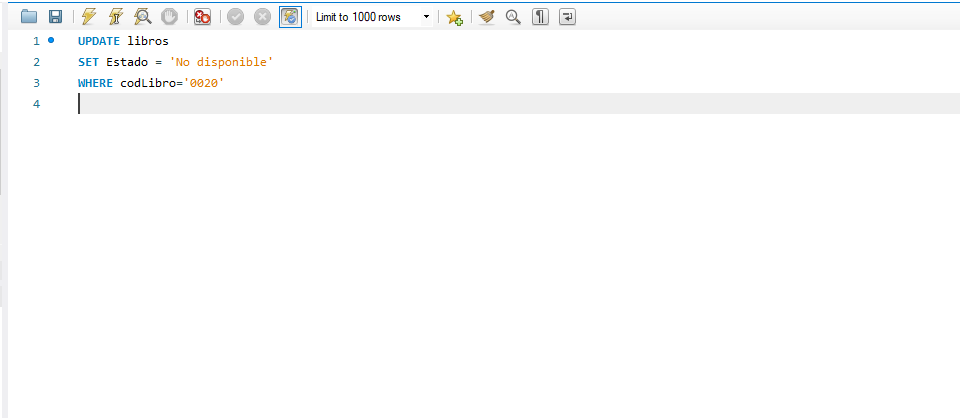 Limit to 1000 rows
1 UPDATE libros
2 SET Estado = 'No disponible'
3 WHERE codLibro='0020'
4